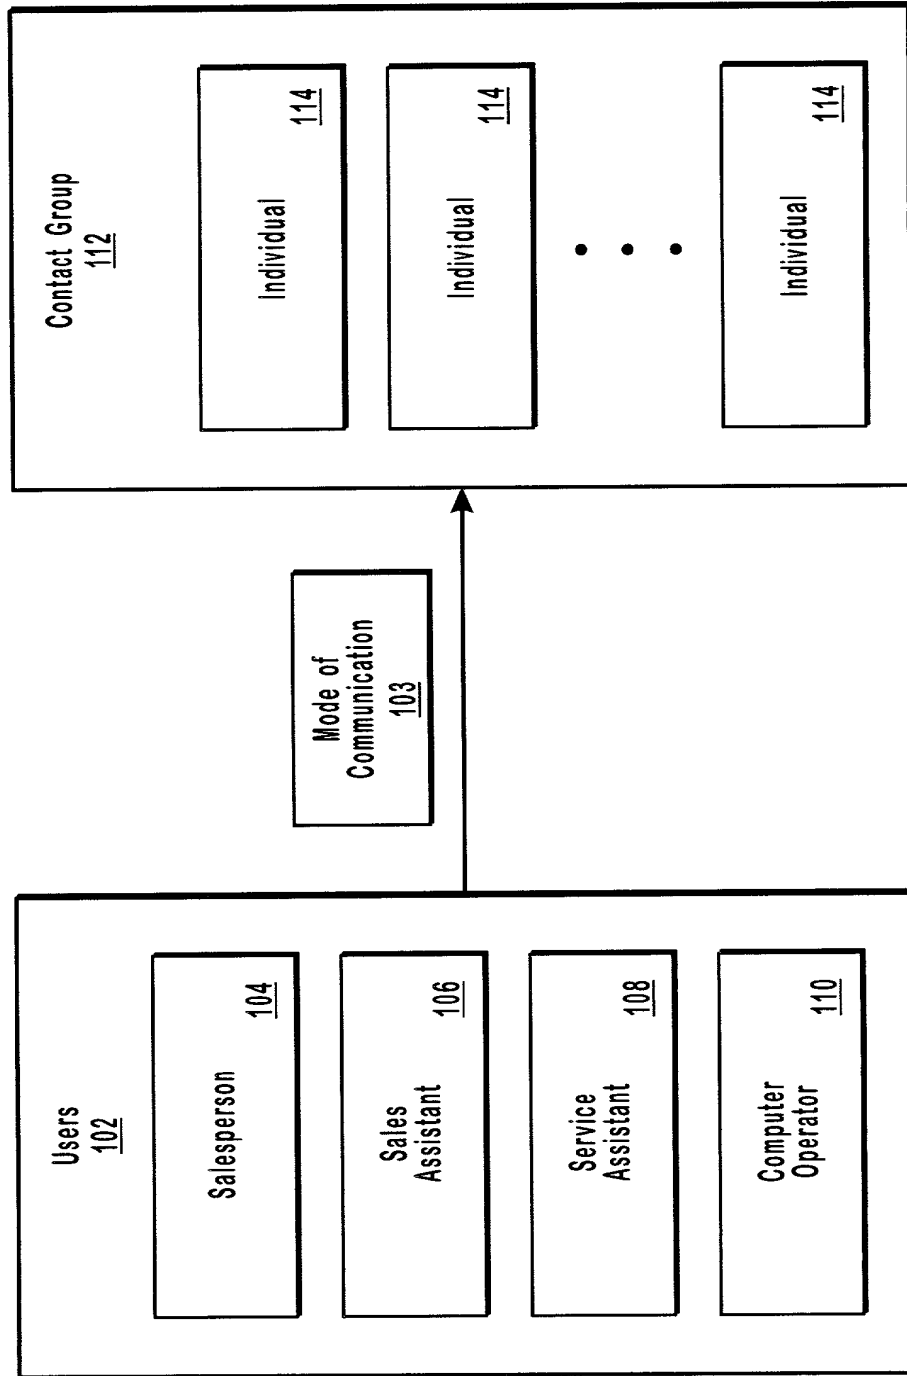 Users
102
Salesperson
104
Sales
Assistant
106
Service
Assistant
108
Computer
Operator
110
Mode of
Communication
103
Contact Group
112
Individual
114
Individual
114
Individual
114